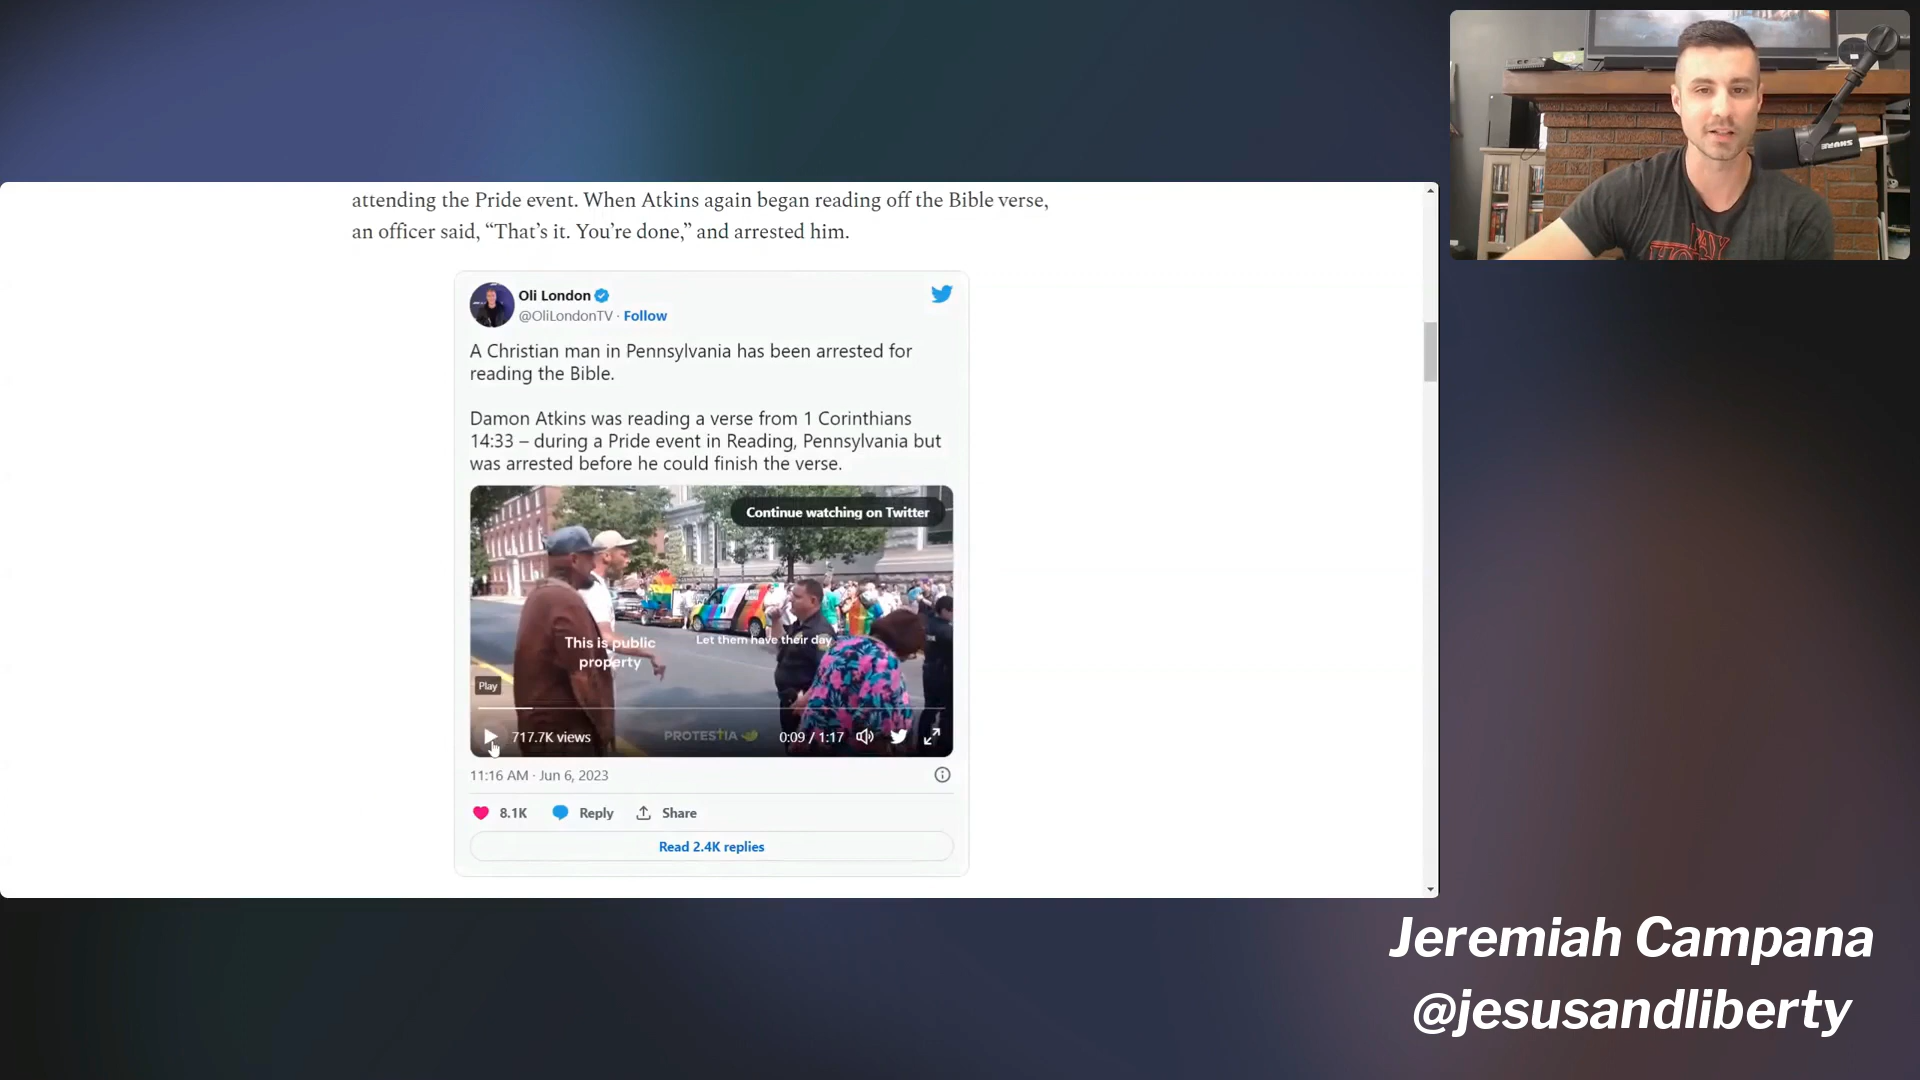 attending the Pride event. When Atkins again began reading off the Bible verse,
an officer said, “That’s it. You’re done,” and arrested him.
Oli London
@OliLondonTV · Follow
A Christian man in Pennsylvania has been arrested for
reading the Bible.
Damon Atkins was reading a verse from 1 Corinthians
14:33 – during a Pride event in Reading, Pennsylvania but
was arrested before he could finish the verse.
Continue watching on Twitter
This is public
property
Let them have their day
Play
717.7K views
PROTESTIA
0:09 / 1:17
11:16 AM · Jun 6, 2023
8.1K
Reply
Share
Read 2.4K replies
SHURE
Jeremiah Campana
@jesusandliberty